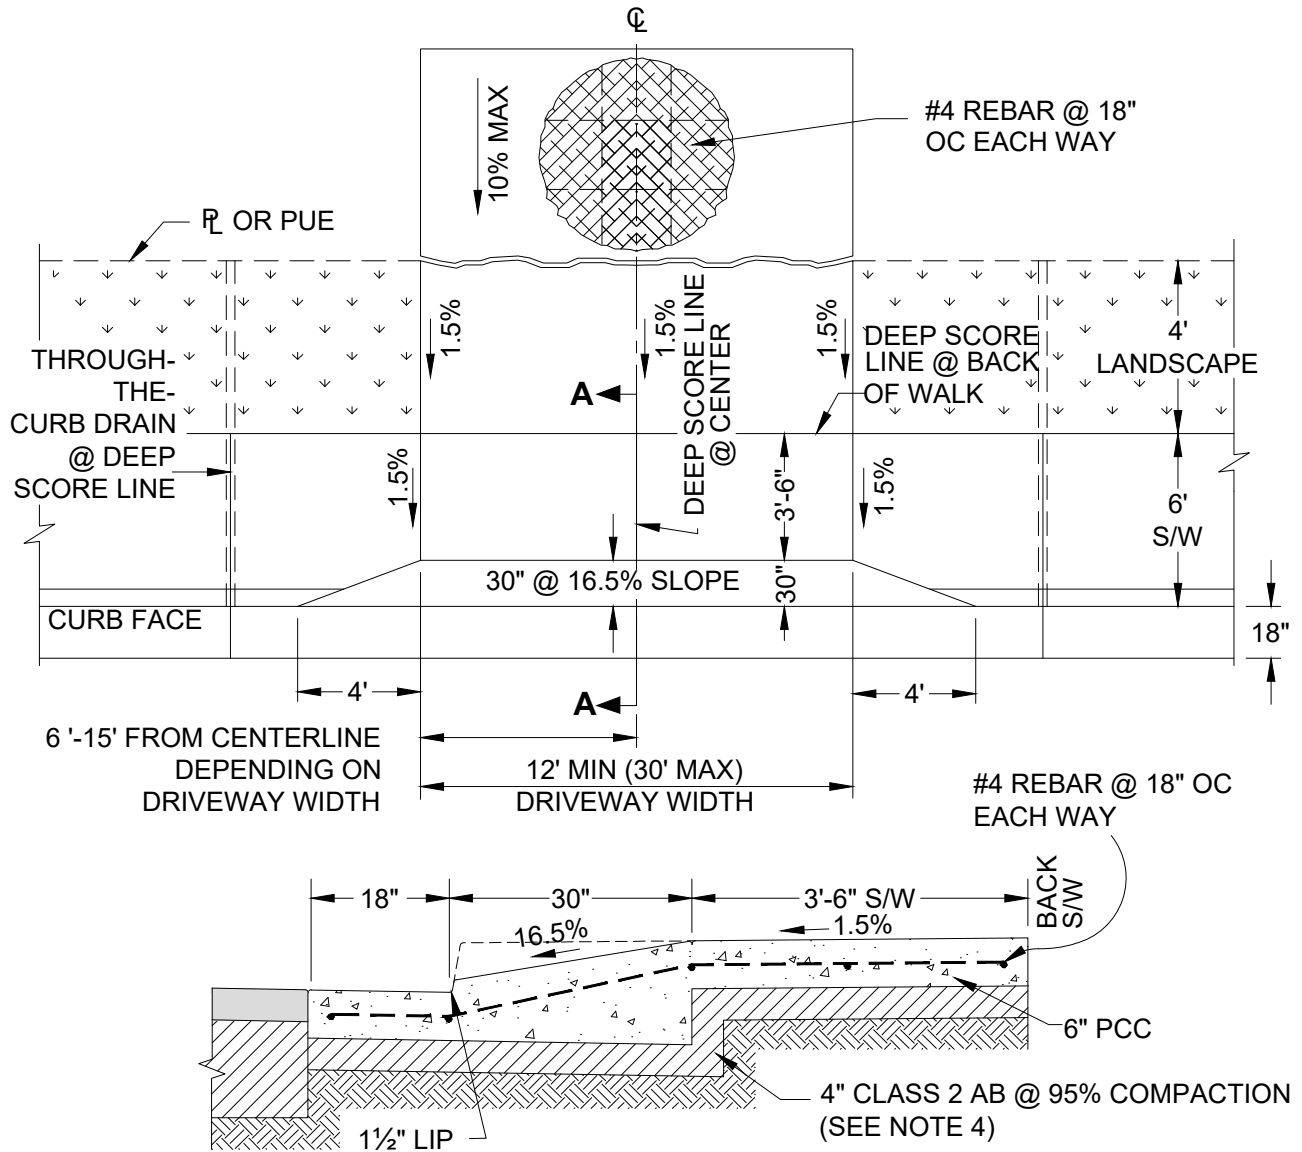 ℄
10% MAX
#4 REBAR @ 18"
OC EACH WAY
℄ OR PUE
1.5%
1.5%
1.5%
DEEP SCORE LINE
@ CENTER
DEEP SCORE
LINE @ BACK
OF WALK
4'
LANDSCAPE
THROUGH-
THE-
CURB DRAIN
@ DEEP
SCORE LINE
A
1.5%
1.5%
3'-6"
6'
S/W
30" @ 16.5% SLOPE
30"
CURB FACE
18"
4'
4'
A
6 '-15' FROM CENTERLINE
DEPENDING ON
DRIVEWAY WIDTH
12' MIN (30' MAX)
DRIVEWAY WIDTH
#4 REBAR @ 18" OC
EACH WAY
18"
30"
3'-6" S/W
BACK
S/W
16.5%
1.5%
6" PCC
4" CLASS 2 AB @ 95% COMPACTION
(SEE NOTE 4)
1½" LIP